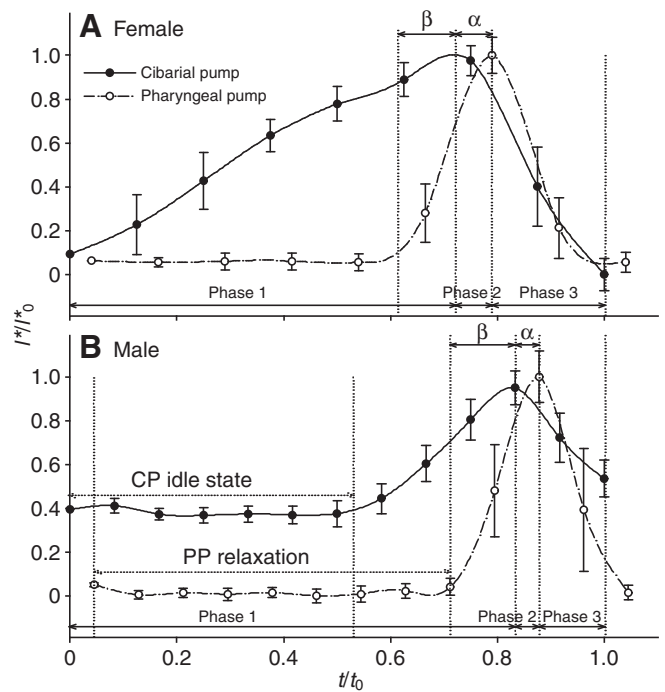 β α
A Female
Cibarial pump
Pharyngeal pump
1.0
0.8
0.6
0.4
0.2
0
Phase 1 Phase 2 Phase 3
l*/l*0
β α
B Male
1.0
0.8
0.6
0.4
0.2
0
CP idle state
PP relaxation
Phase 1 Phase 2 Phase 3
0 0.2 0.4 0.6 0.8 1.0
t/t0